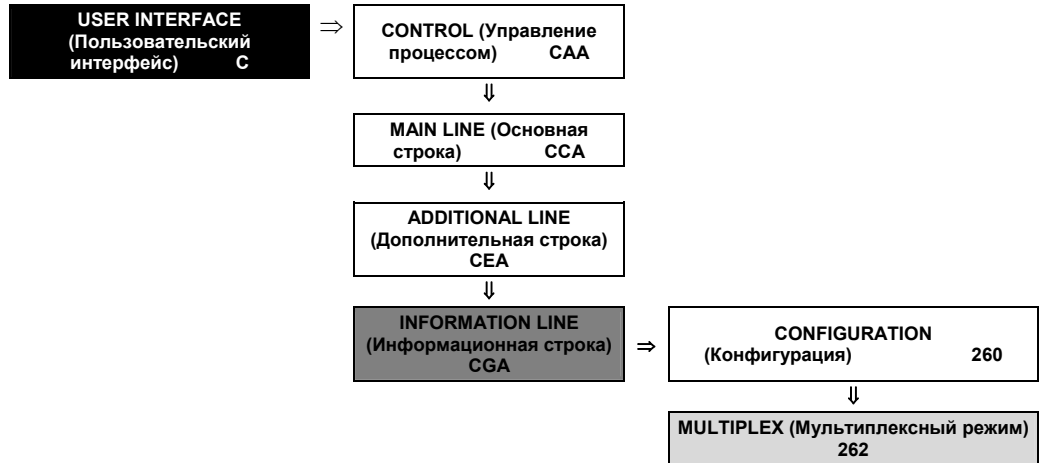 USER INTERFACE
(Пользовательский
интерфейс) C
⇒
CONTROL (Управление
процессом) CAA
⇓
MAIN LINE (Основная
строка) CCA
⇓
ADDITIONAL LINE
(Дополнительная строка)
CEA
⇓
INFORMATION LINE
(Информационная строка)
CGA
⇒
CONFIGURATION
(Конфигурация) 260
⇓
MULTIPLEX (Мультиплексный режим)
262